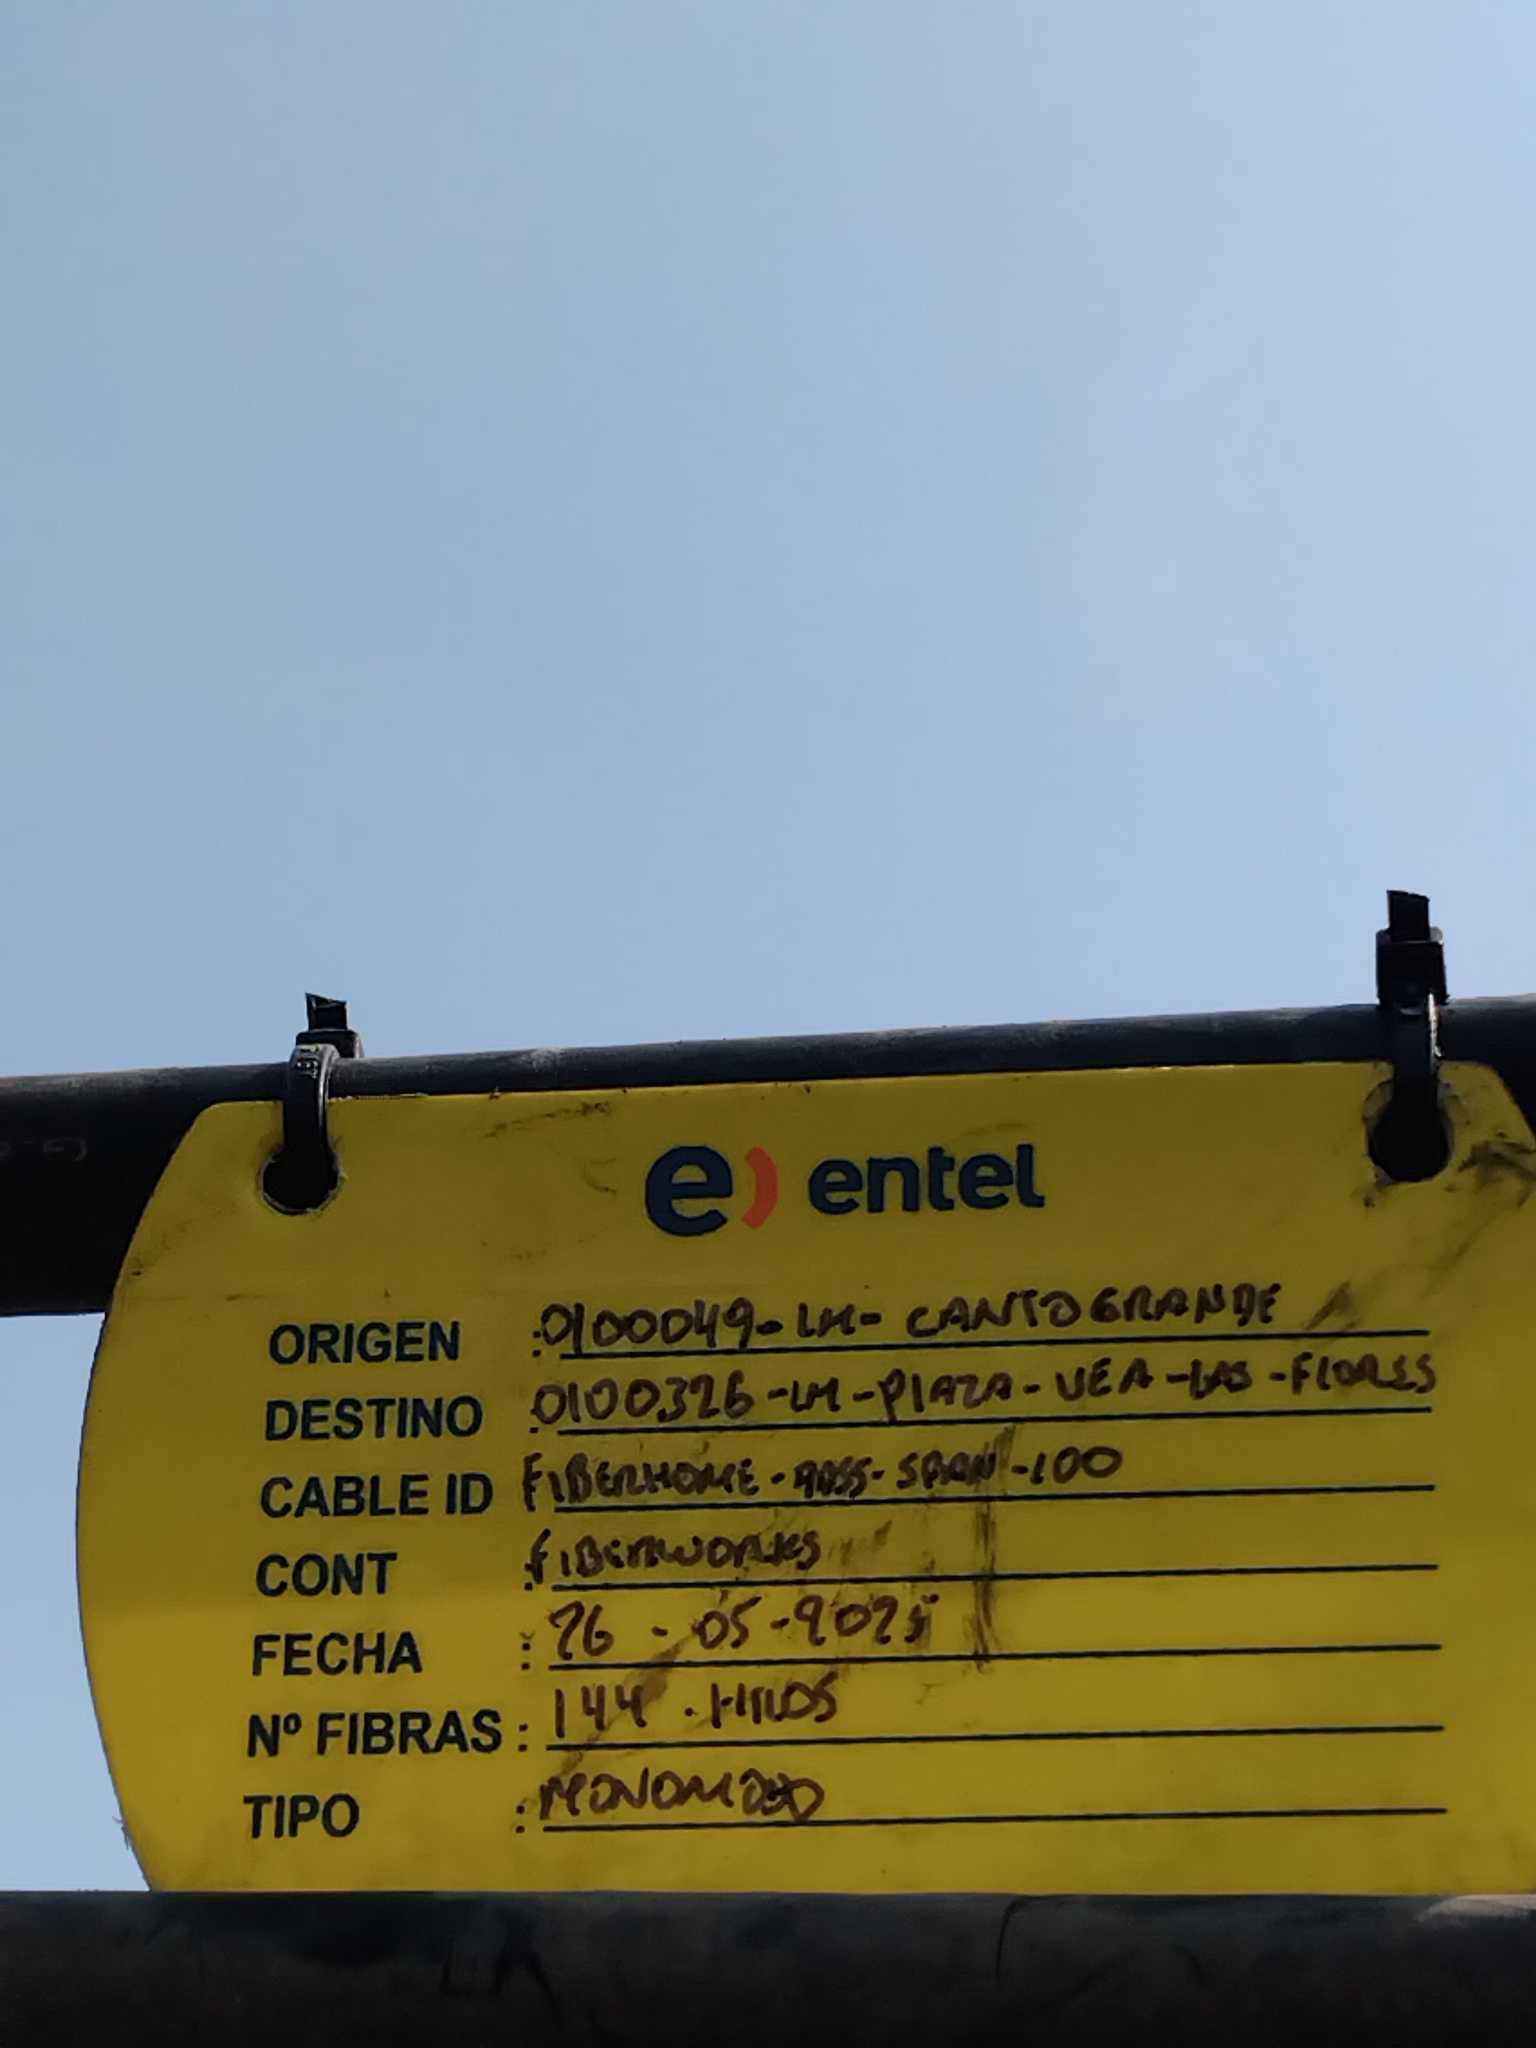 e) entel
ORIGEN : 0100049-LM-CANTOGRANDE
DESTINO : 0100326-LM-PLAZA-VEA-LAS-FLORES
CABLE ID FIBERHOME-ADSS-SPAN-100
CONT : FIBERWORKS
FECHA : 26-05-2025
Nº FIBRAS : 144 . HILOS
TIPO : MONOMODO